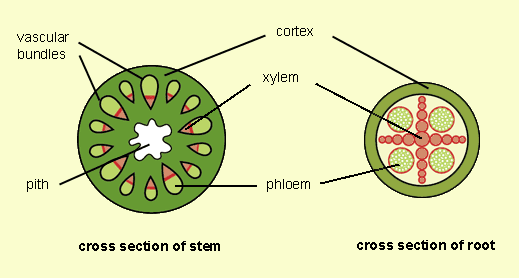 vascular
bundles
cortex
xylem
pith
phloem
cross section of stem
cross section of root